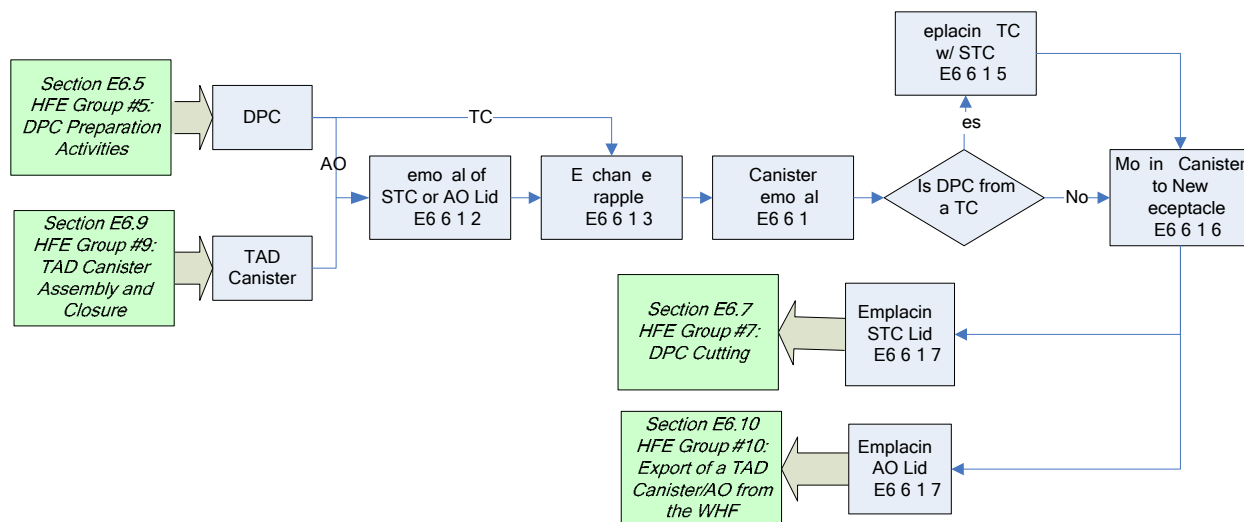 Section E6.5
HFE Group #5:
DPC Preparation
Activities
DPC
TC
AO
Section E6.9
HFE Group #9:
TAD Canister
Assembly and
Closure
TAD
Canister
emo al of
STC or AO Lid
E6 6 1 2
E chan e
rapple
E6 6 1 3
Canister
emo al
E6 6 1
Is DPC from
a TC
es
No
eplacin TC
w/ STC
E6 6 1 5
Mo in Canister
to New
eceptacle
E6 6 1 6
Section E6.7
HFE Group #7:
DPC Cutting
Emplacin
STC Lid
E6 6 1 7
Section E6.10
HFE Group #10:
Export of a TAD
Canister/AO from
the WHF
Emplacin
AO Lid
E6 6 1 7